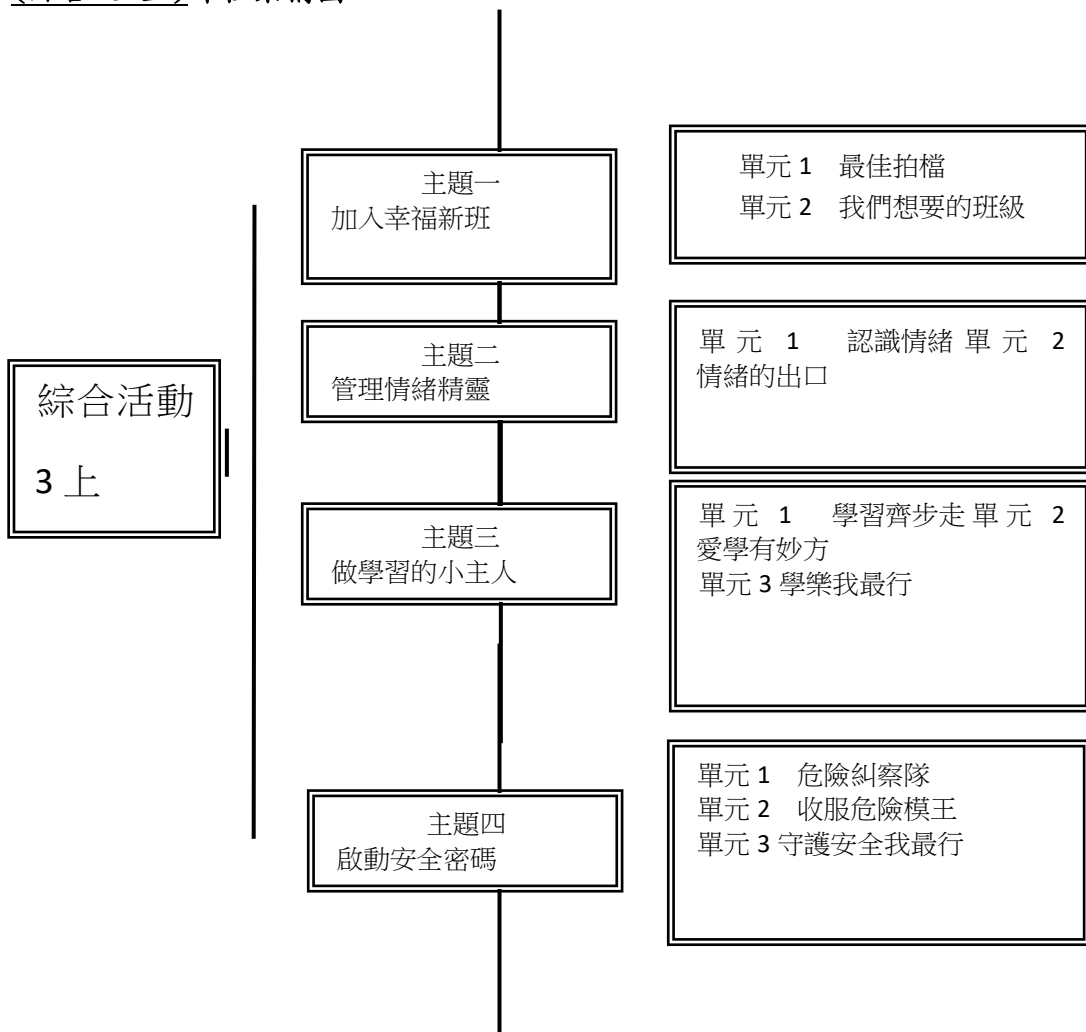 綜合活動
3 上
主題一
加入幸福新班
單元 1 最佳拍檔
單元 2 我們想要的班級
主題二
管理情緒精靈
單 元 1 認識情緒 單 元 2
情緒的出口
主題三
做學習的小主人
單 元 1 學習齊步走 單 元 2
愛學有妙方
單元 3 學樂我最行
主題四
啟動安全密碼
單元 1 危險糾察隊
單元 2 收服危險模王
單元 3 守護安全我最行